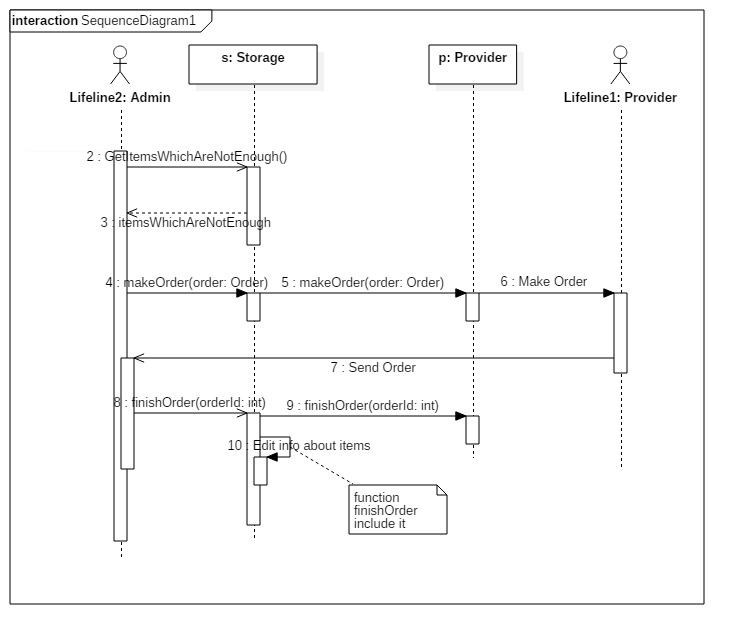 interaction SequenceDiagram1
s: Storage
p: Provider
Lifeline2: Admin
Lifeline1: Provider
2 : GetItemsWhichAreNotEnough()
3 : itemsWhichAreNotEnough
4 : makeOrder(order: Order)
5 : makeOrder(order: Order)
6 : Make Order
7 : Send Order
8 : finishOrder(orderId: int)
9 : finishOrder(orderId: int)
10 : Edit info about items
function
finishOrder
include it